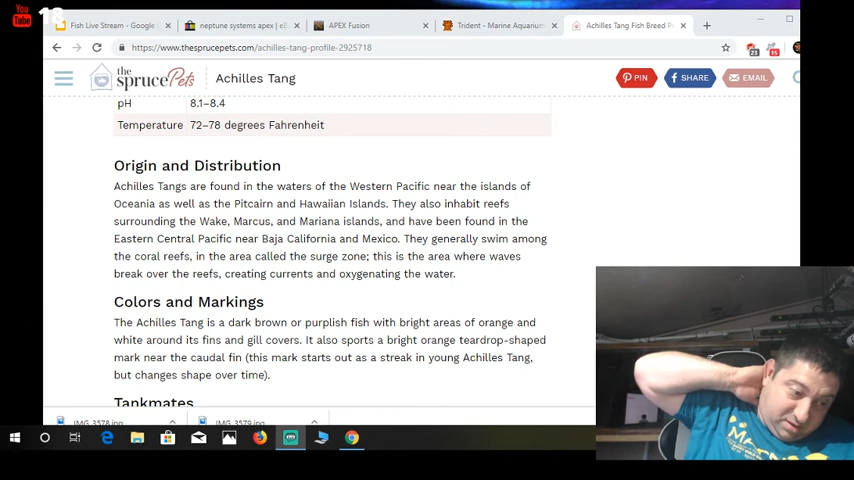 You Tube 18
Fish Live Stream - Google
neptune systems apex | eB
APEX Fusion
Trident - Marine Aquarium
Achilles Tang Fish Breed P
https://www.thesprucepets.com/achilles-tang-profile-2925718
21
15
the sprucePets
Achilles Tang
PIN
SHARE
EMAIL
pH 8.1–8.4
Temperature 72–78 degrees Fahrenheit
Origin and Distribution
Achilles Tangs are found in the waters of the Western Pacific near the islands of
Oceania as well as the Pitcairn and Hawaiian Islands. They also inhabit reefs
surrounding the Wake, Marcus, and Mariana islands, and have been found in the
Eastern Central Pacific near Baja California and Mexico. They generally swim among
the coral reefs, in the area called the surge zone; this is the area where waves
break over the reefs, creating currents and oxygenating the water.
Colors and Markings
The Achilles Tang is a dark brown or purplish fish with bright areas of orange and
white around its fins and gill covers. It also sports a bright orange teardrop-shaped
mark near the caudal fin (this mark starts out as a streak in young Achilles Tang,
but changes shape over time).
Tankmates
IMG_3578.jpg
IMG_3579.jpg